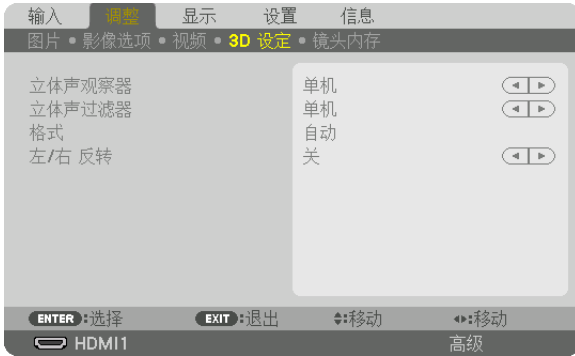 输入 调整 显示 设置 信息
图片 • 影像选项 • 视频 • 3D 设定 • 镜头内存
立体声观察器 单机
立体声过滤器 单机
格式 自动
左/右 反转 关
ENTER :选择 EXIT :退出 :移动 :移动
HDMI1 高级